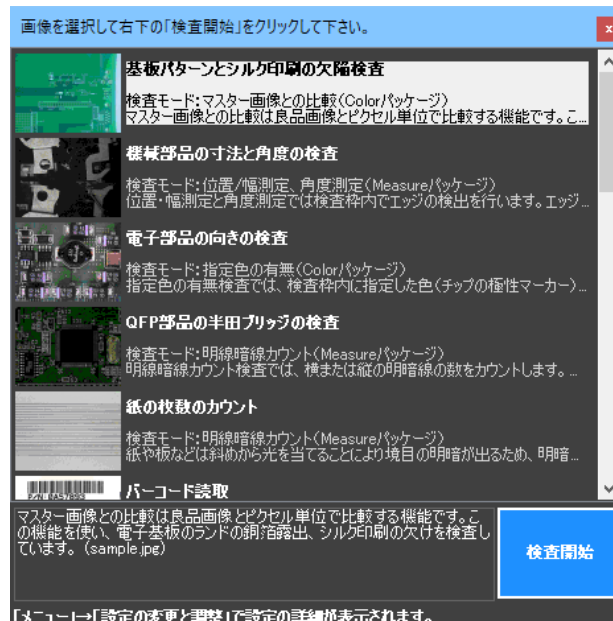 画像を選択して右下の「検査開始」をクリックして下さい。
基板パターンとシルク印刷の欠陥検査
検査モード:マスター画像との比較(Colorパッケージ)
マスター画像との比較は良品画像とピクセル単位で比較する機能です。こ...
機械部品の寸法と角度の検査
検査モード:位置/幅測定、角度測定(Measureパッケージ)
位置・幅測定と角度測定では検査枠内でエッジの検出を行います。エッジ...
電子部品の向きの検査
検査モード:指定色の有無(Colorパッケージ)
指定色の有無検査では、検査枠内に指定した色(チップの極性マーカー)...
QFP部品の半田ブリッジの検査
検査モード:明線暗線カウント(Measureパッケージ)
明線暗線カウント検査では、横または縦の明暗線の数をカウントします。...
紙の枚数のカウント
検査モード:明線暗線カウント(Measureパッケージ)
紙や板などは斜めから光を当てることにより境目の明暗が出るため、明暗...
バーコード読取
マスター画像との比較は良品画像とピクセル単位で比較する機能です。こ
の機能を使い、電子基板のランドの銅箔露出、シルク印刷の欠けを検査し
ています。(sample.jpg)
検査開始
「メニュー」→「設定の変更と調整」で設定の詳細が表示されます。